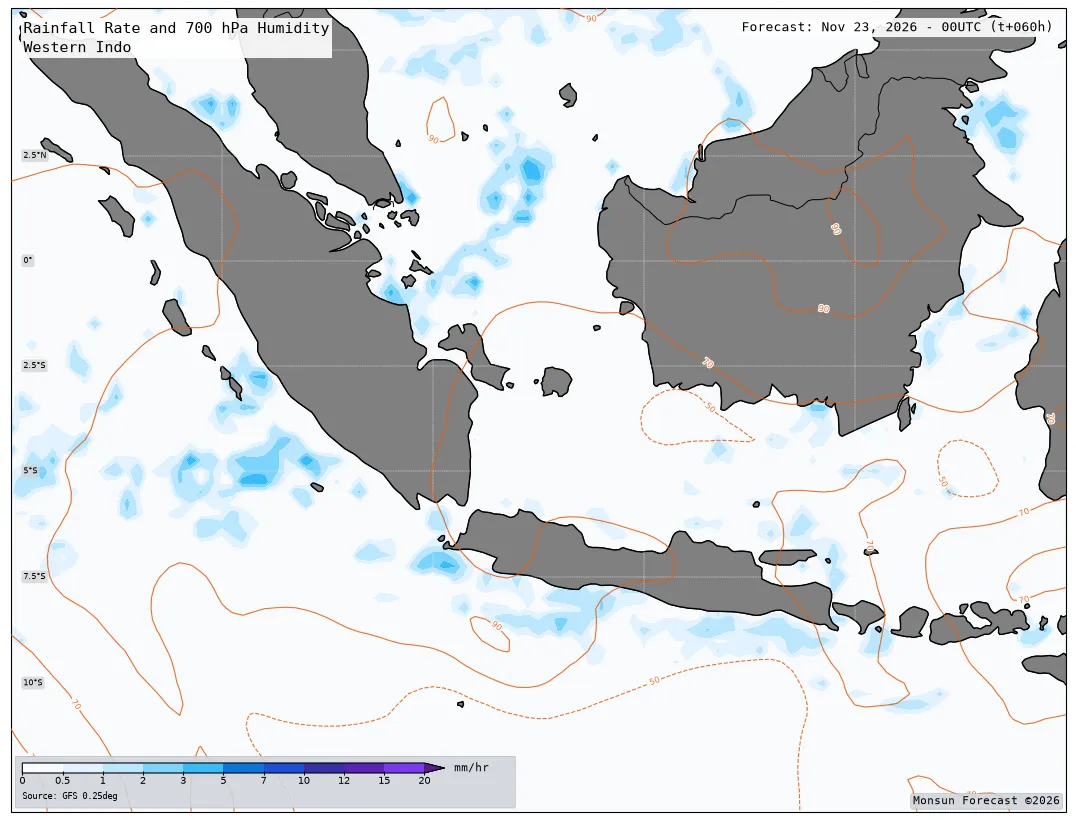 Rainfall Rate and 700 hPa Humidity
Western Indo
Forecast: Nov 23, 2026 - 00UTC (t+060h)
90
90
2.5°N
90
0°
90
70
2.5°S
50
70
5°S
50
70
70
7.5°S
70
90
50
10°S
70
mm/hr
0 0.5 1 2 3 5 7 10 12 15 20
Source: GFS 0.25deg
70
Monsun Forecast ©2026